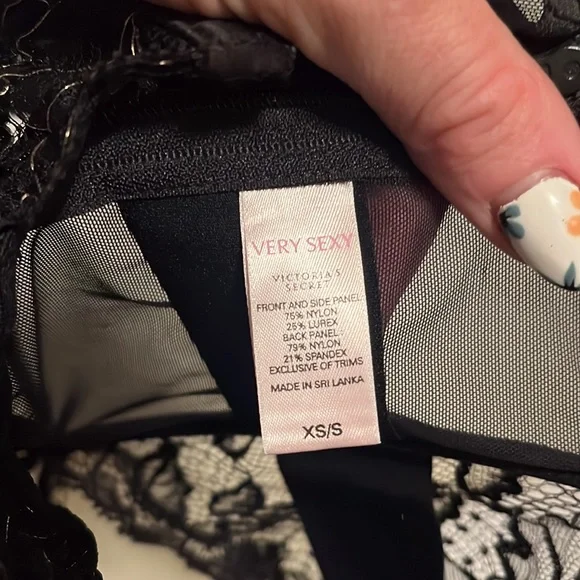 VERY SEXY
VICTORIA'S
SECRET
FRONT AND SIDE PANEL:
75% NYLON
25% LUREX
BACK PANEL:
79% NYLON
21% SPANDEX
EXCLUSIVE OF TRIMS
MADE IN SRI LANKA
XS/S